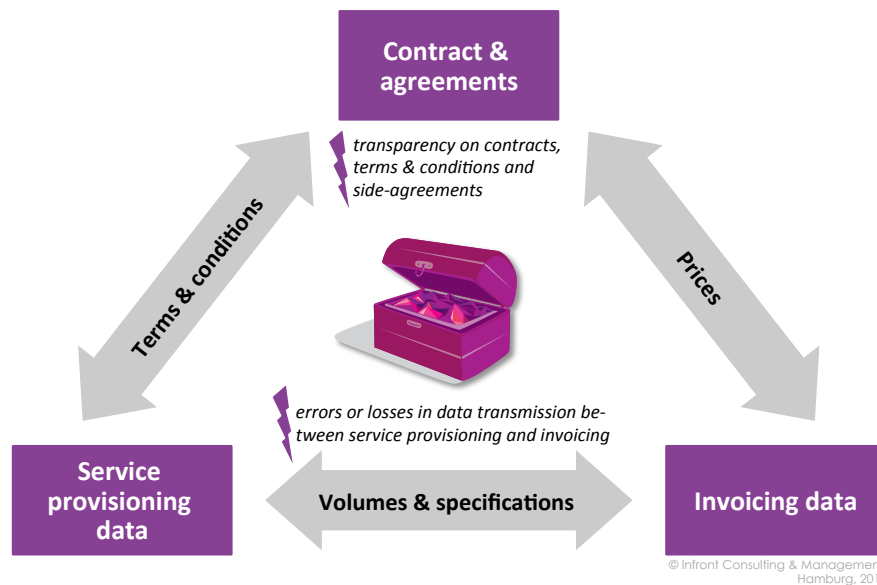 Contract &
agreements
transparency on contracts,
terms & conditions and
side-agreements
Terms & conditions
Prices
errors or losses in data transmission be-
tween service provisioning and invoicing
Service
provisioning
data
Volumes & specifications
Invoicing data
© Infront Consulting & Managemen
Hamburg, 201